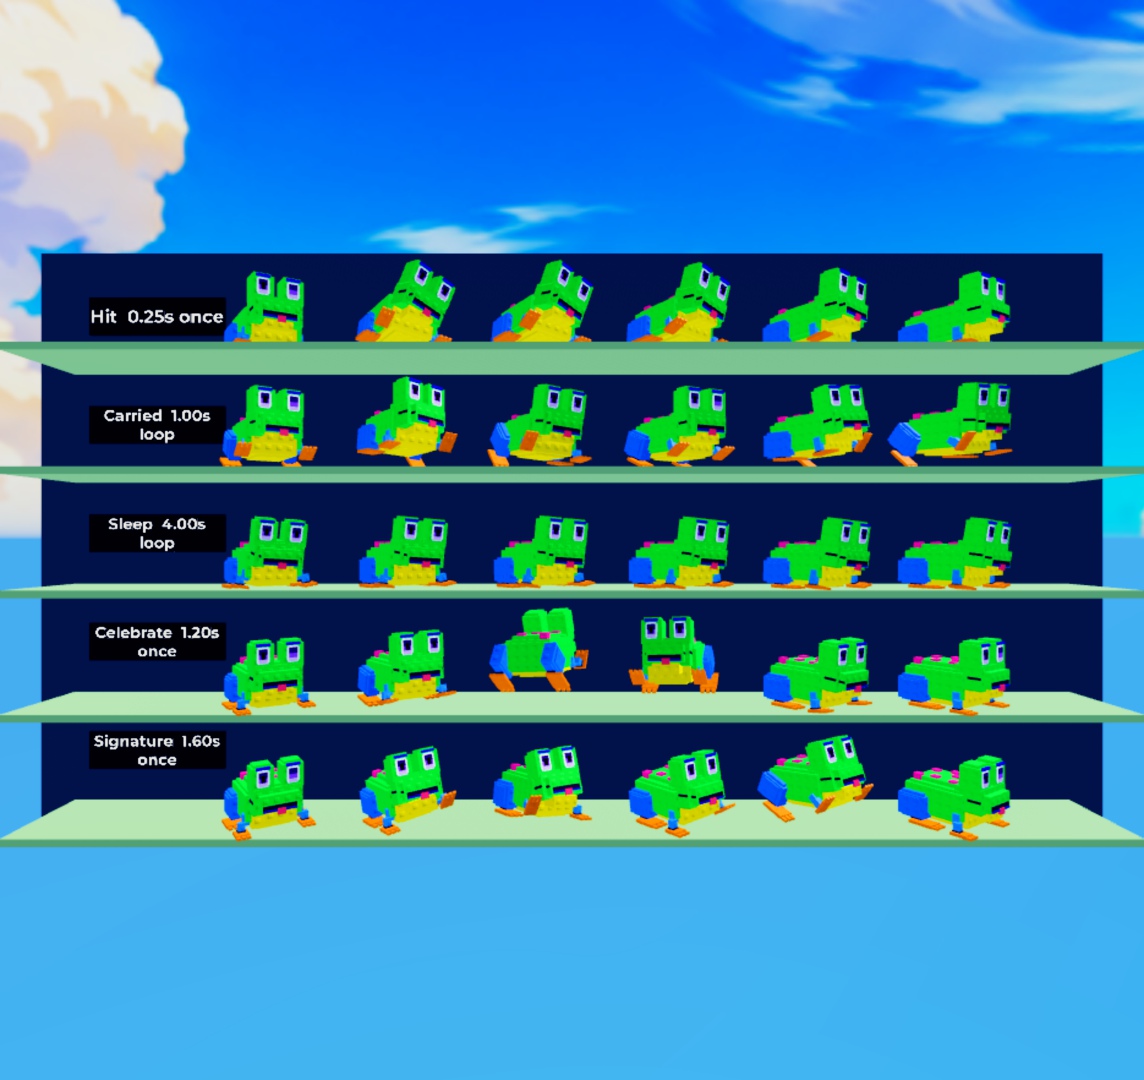 Hit 0.25s once
Carried 1.00s
loop
Sleep 4.00s
loop
Celebrate 1.20s
once
Signature 1.60s
once